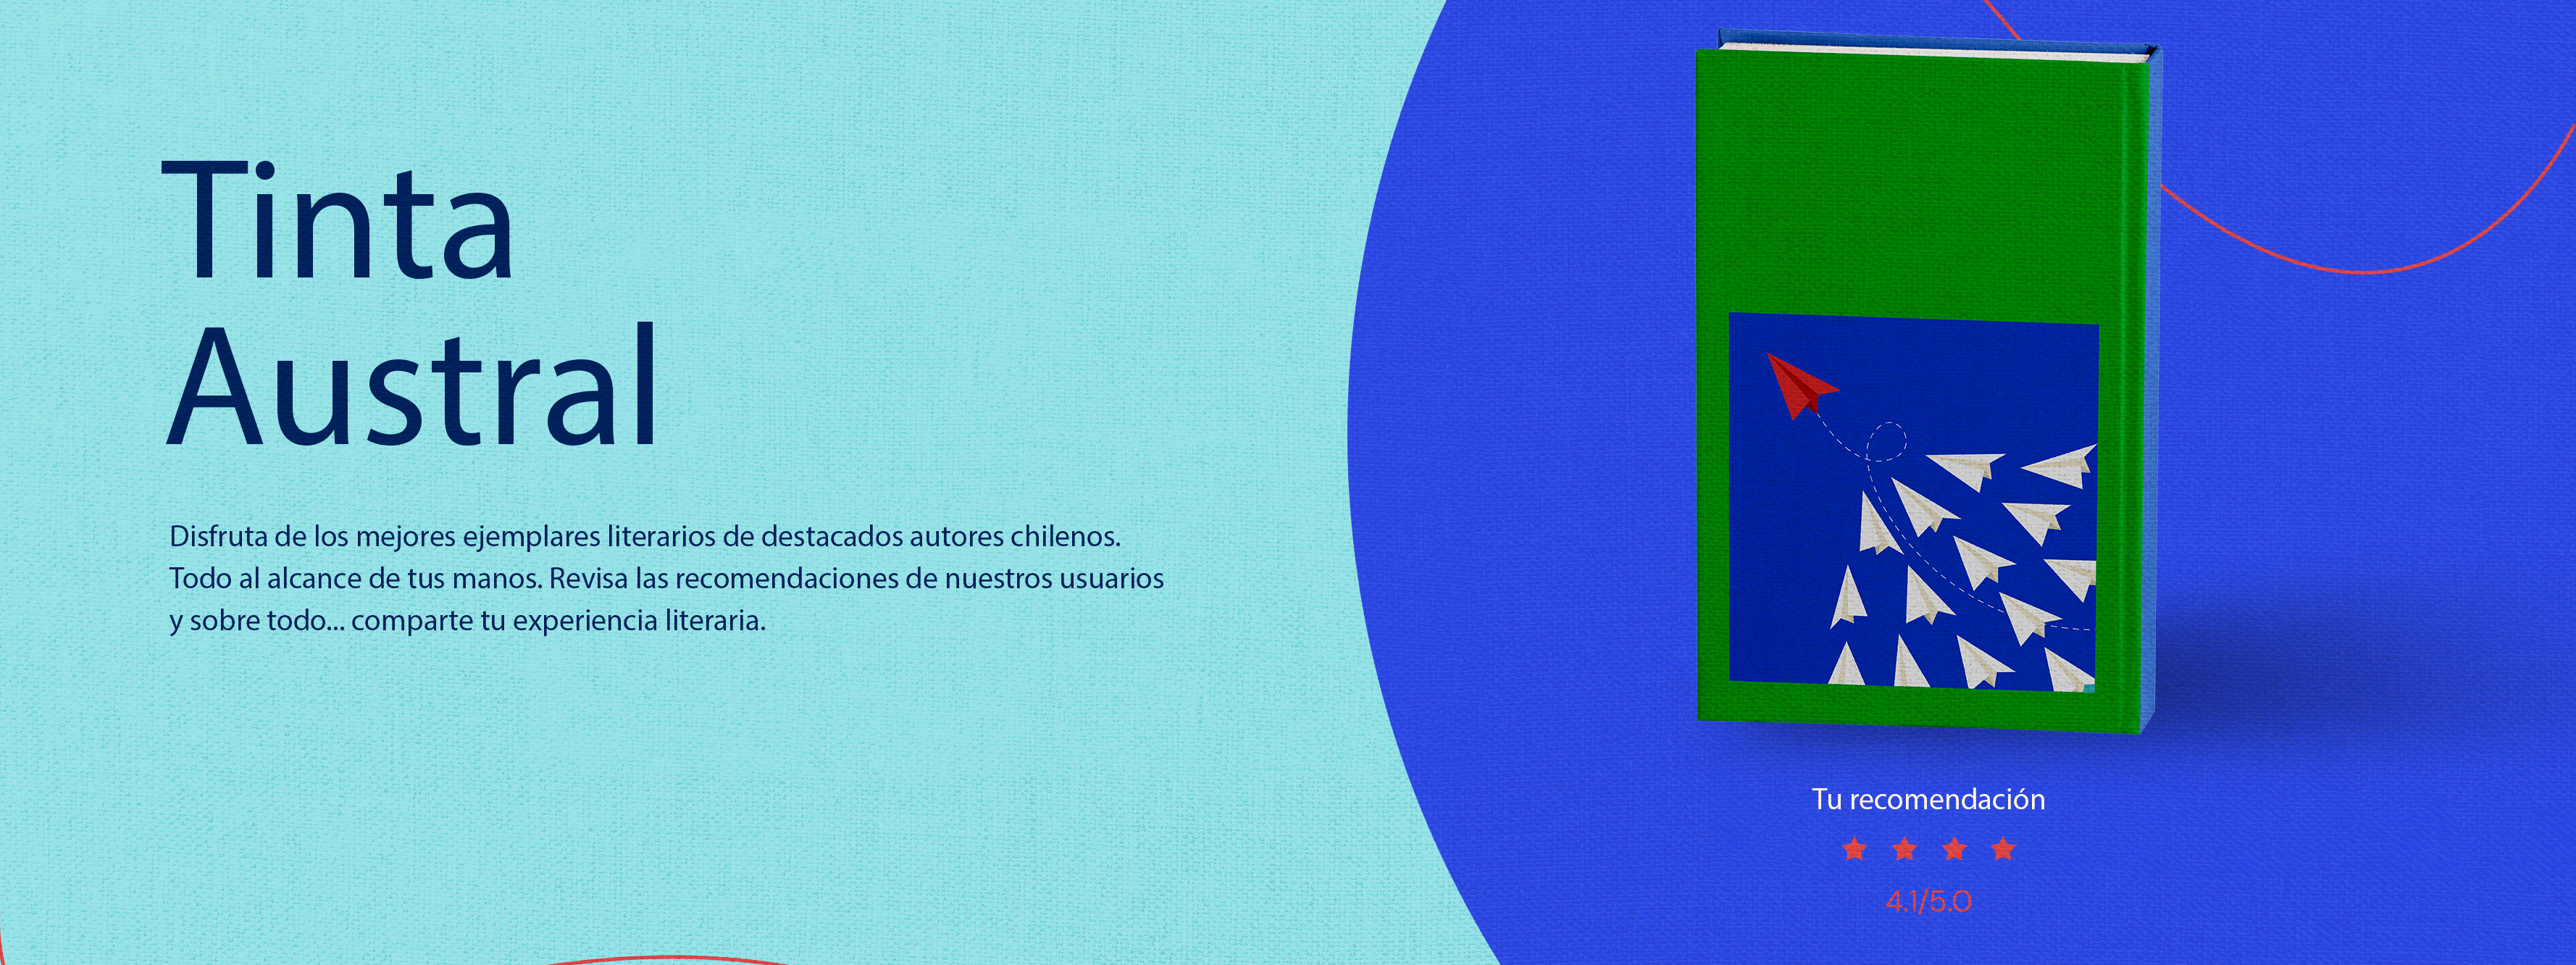 Tinta
Austral
Disfruta de los mejores ejemplares literarios de destacados autores chilenos.
Todo al alcance de tus manos. Revisa las recomendaciones de nuestros usuarios
y sobre todo... comparte tu experiencia literaria.
Tu recomendación
4.1/5.0